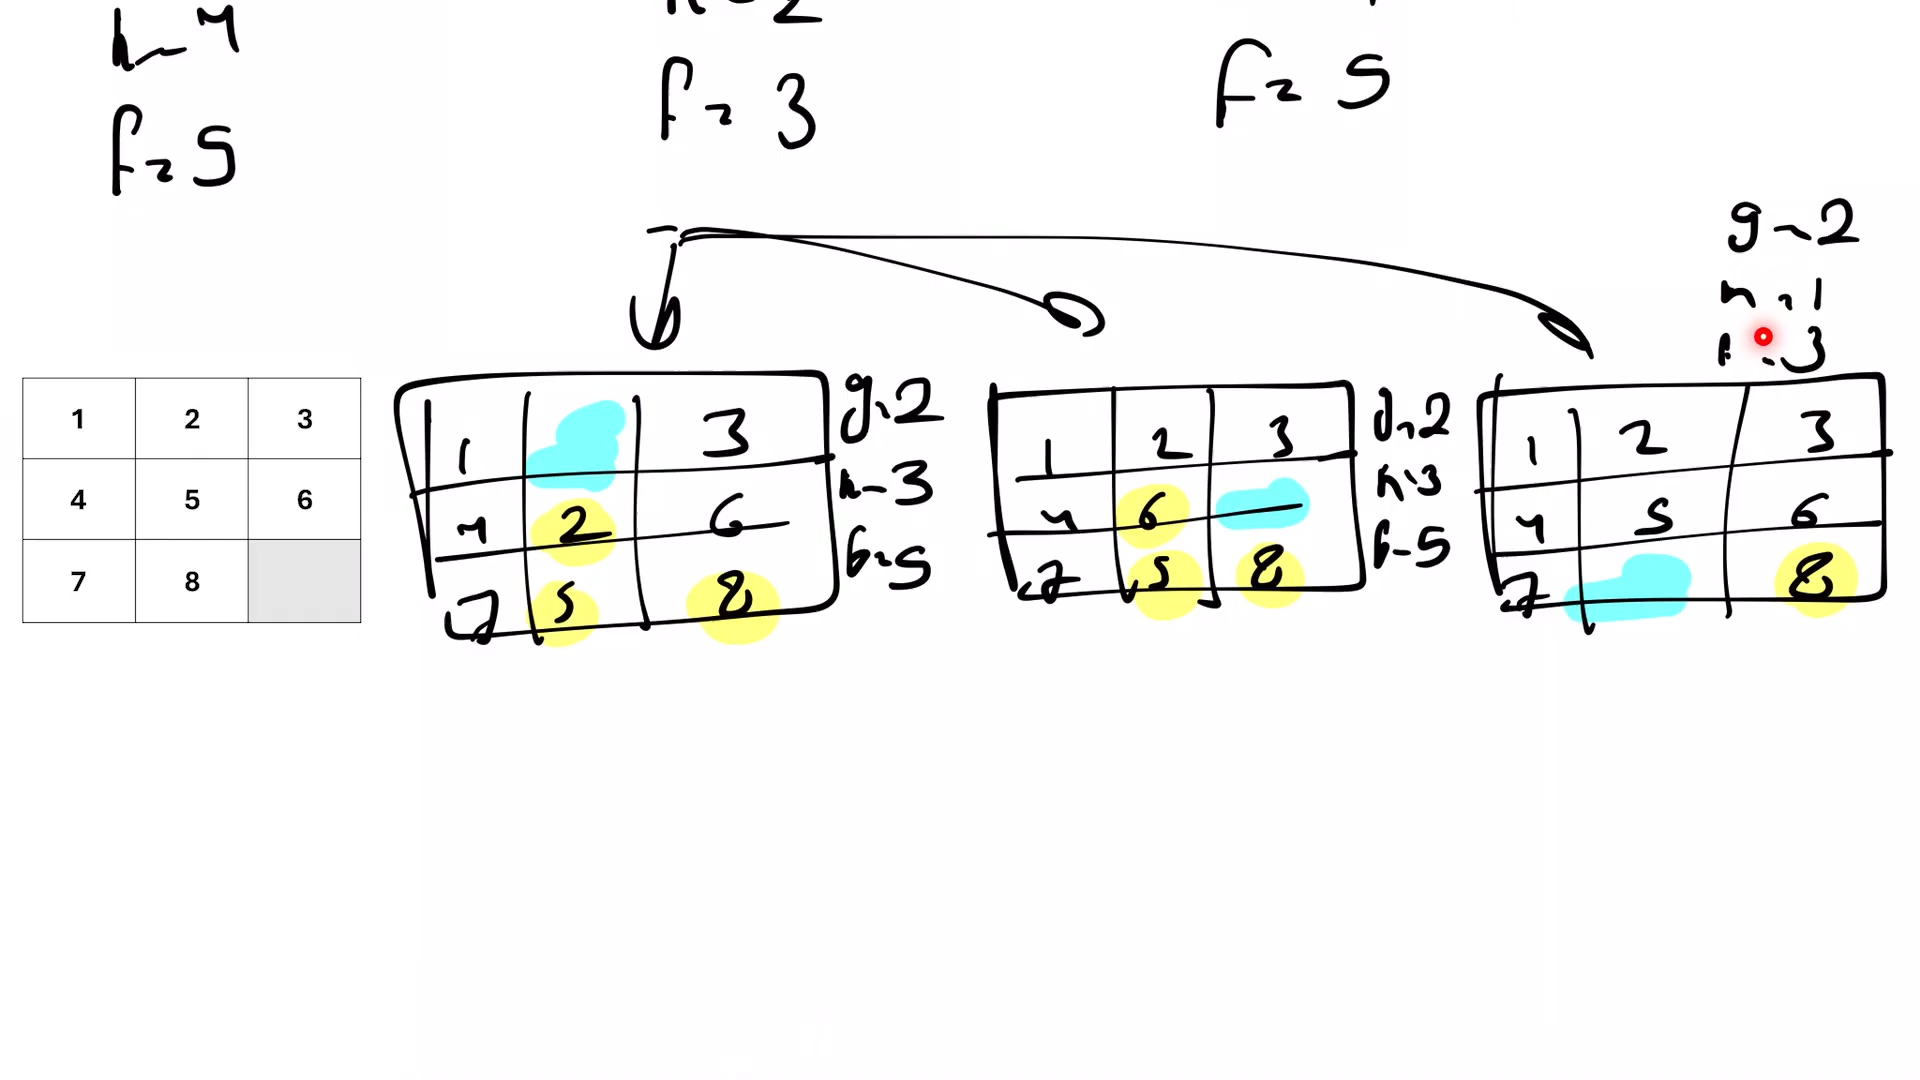 h=4
f=5
h=2
f=3
f=5
g=2
h=1
f=3
1 2 3
4 5 6
7 8
1 3
4 2 6
7 5 8
g=2
h=3
f=5
1 2 3
4 6
7 5 8
g=2
h=3
f=5
1 2 3
4 5 6
7 8